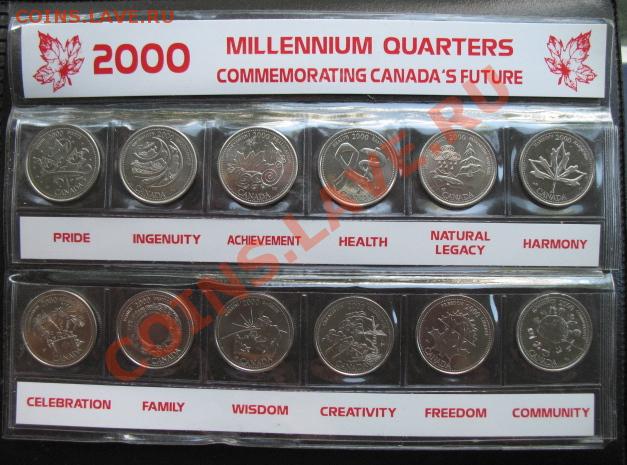 COINS.LAVE.RU
2000 MILLENNIUM QUARTERS
COMMEMORATING CANADA'S FUTURE
PRIDE INGENUITY ACHIEVEMENT HEALTH NATURAL LEGACY HARMONY
CELEBRATION FAMILY WISDOM CREATIVITY FREEDOM COMMUNITY
COINS.LAVE.RU